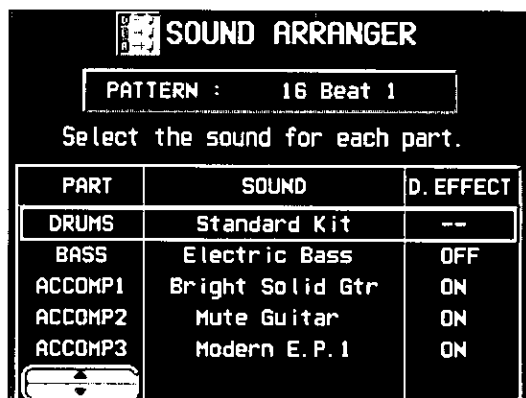 SOUND ARRANGER
PATTERN : 16 Beat 1
Select the sound for each part.
PART SOUND D.EFFECT
DRUMS Standard Kit --
BASS Electric Bass OFF
ACCOMP1 Bright Solid Gtr ON
ACCOMP2 Mute Guitar ON
ACCOMP3 Modern E.P.1 ON